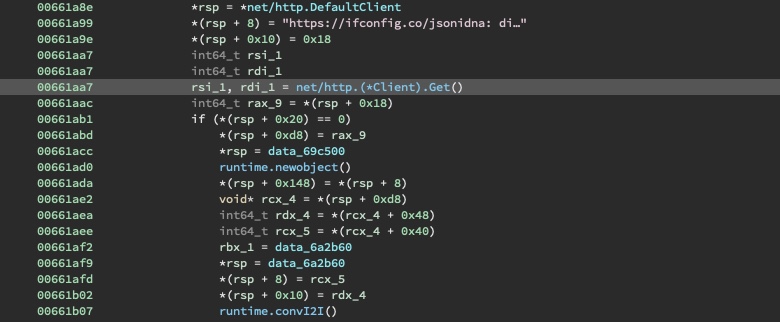 00661a8e *rsp = *net/http.DefaultClient
00661a99 *(rsp + 8) = "https://ifconfig.co/jsonidna: di…"
00661a9e *(rsp + 0x10) = 0x18
00661aa7 int64_t rsi_1
00661aa7 int64_t rdi_1
00661aa7 rsi_1, rdi_1 = net/http.(*Client).Get()
00661aac int64_t rax_9 = *(rsp + 0x18)
00661ab1 if (*(rsp + 0x20) == 0)
00661abd *(rsp + 0xd8) = rax_9
00661acc *rsp = data_69c500
00661ad0 runtime.newobject()
00661ada *(rsp + 0x148) = *(rsp + 8)
00661ae2 void* rcx_4 = *(rsp + 0xd8)
00661aea int64_t rdx_4 = *(rcx_4 + 0x48)
00661aee int64_t rcx_5 = *(rcx_4 + 0x40)
00661af2 rbx_1 = data_6a2b60
00661af9 *rsp = data_6a2b60
00661afd *(rsp + 8) = rcx_5
00661b02 *(rsp + 0x10) = rdx_4
00661b07 runtime.convI2I()